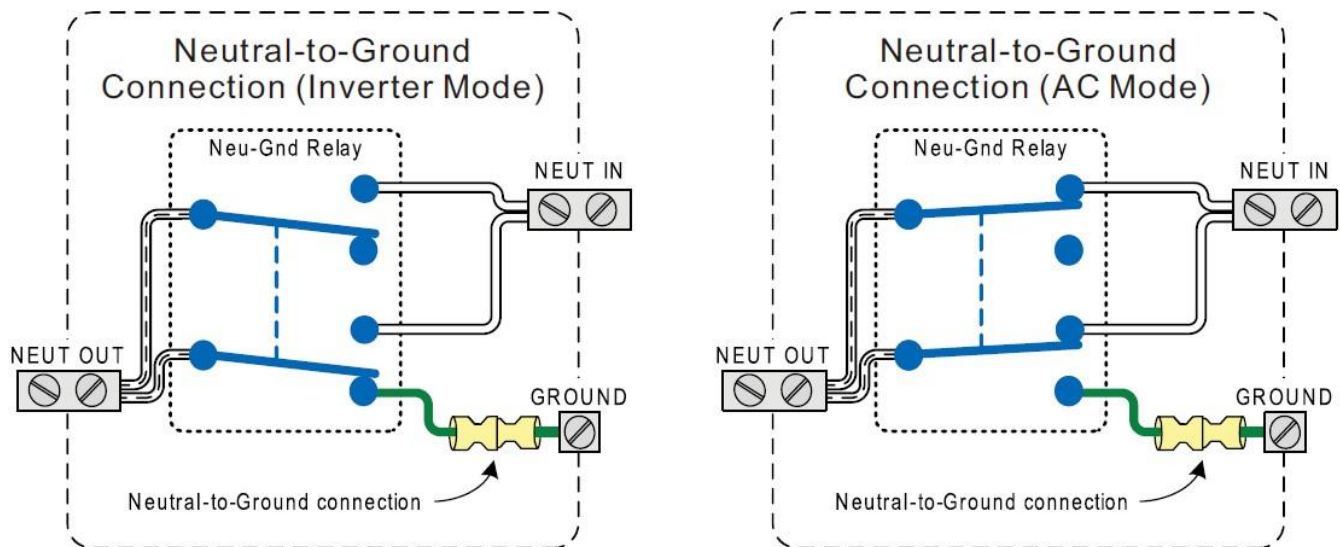 Neutral-to-Ground
Connection (Inverter Mode)
Neu-Gnd Relay
NEUT IN
NEUT OUT
GROUND
Neutral-to-Ground connection
Neutral-to-Ground
Connection (AC Mode)
Neu-Gnd Relay
NEUT IN
NEUT OUT
GROUND
Neutral-to-Ground connection